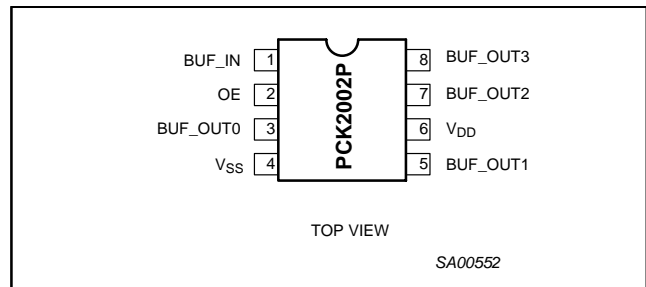 BUF_IN 1 8 BUF_OUT3
OE 2 7 BUF_OUT2
BUF_OUT0 3 6 VDD
VSS 4 5 BUF_OUT1
PCK2002P
TOP VIEW
SA00552